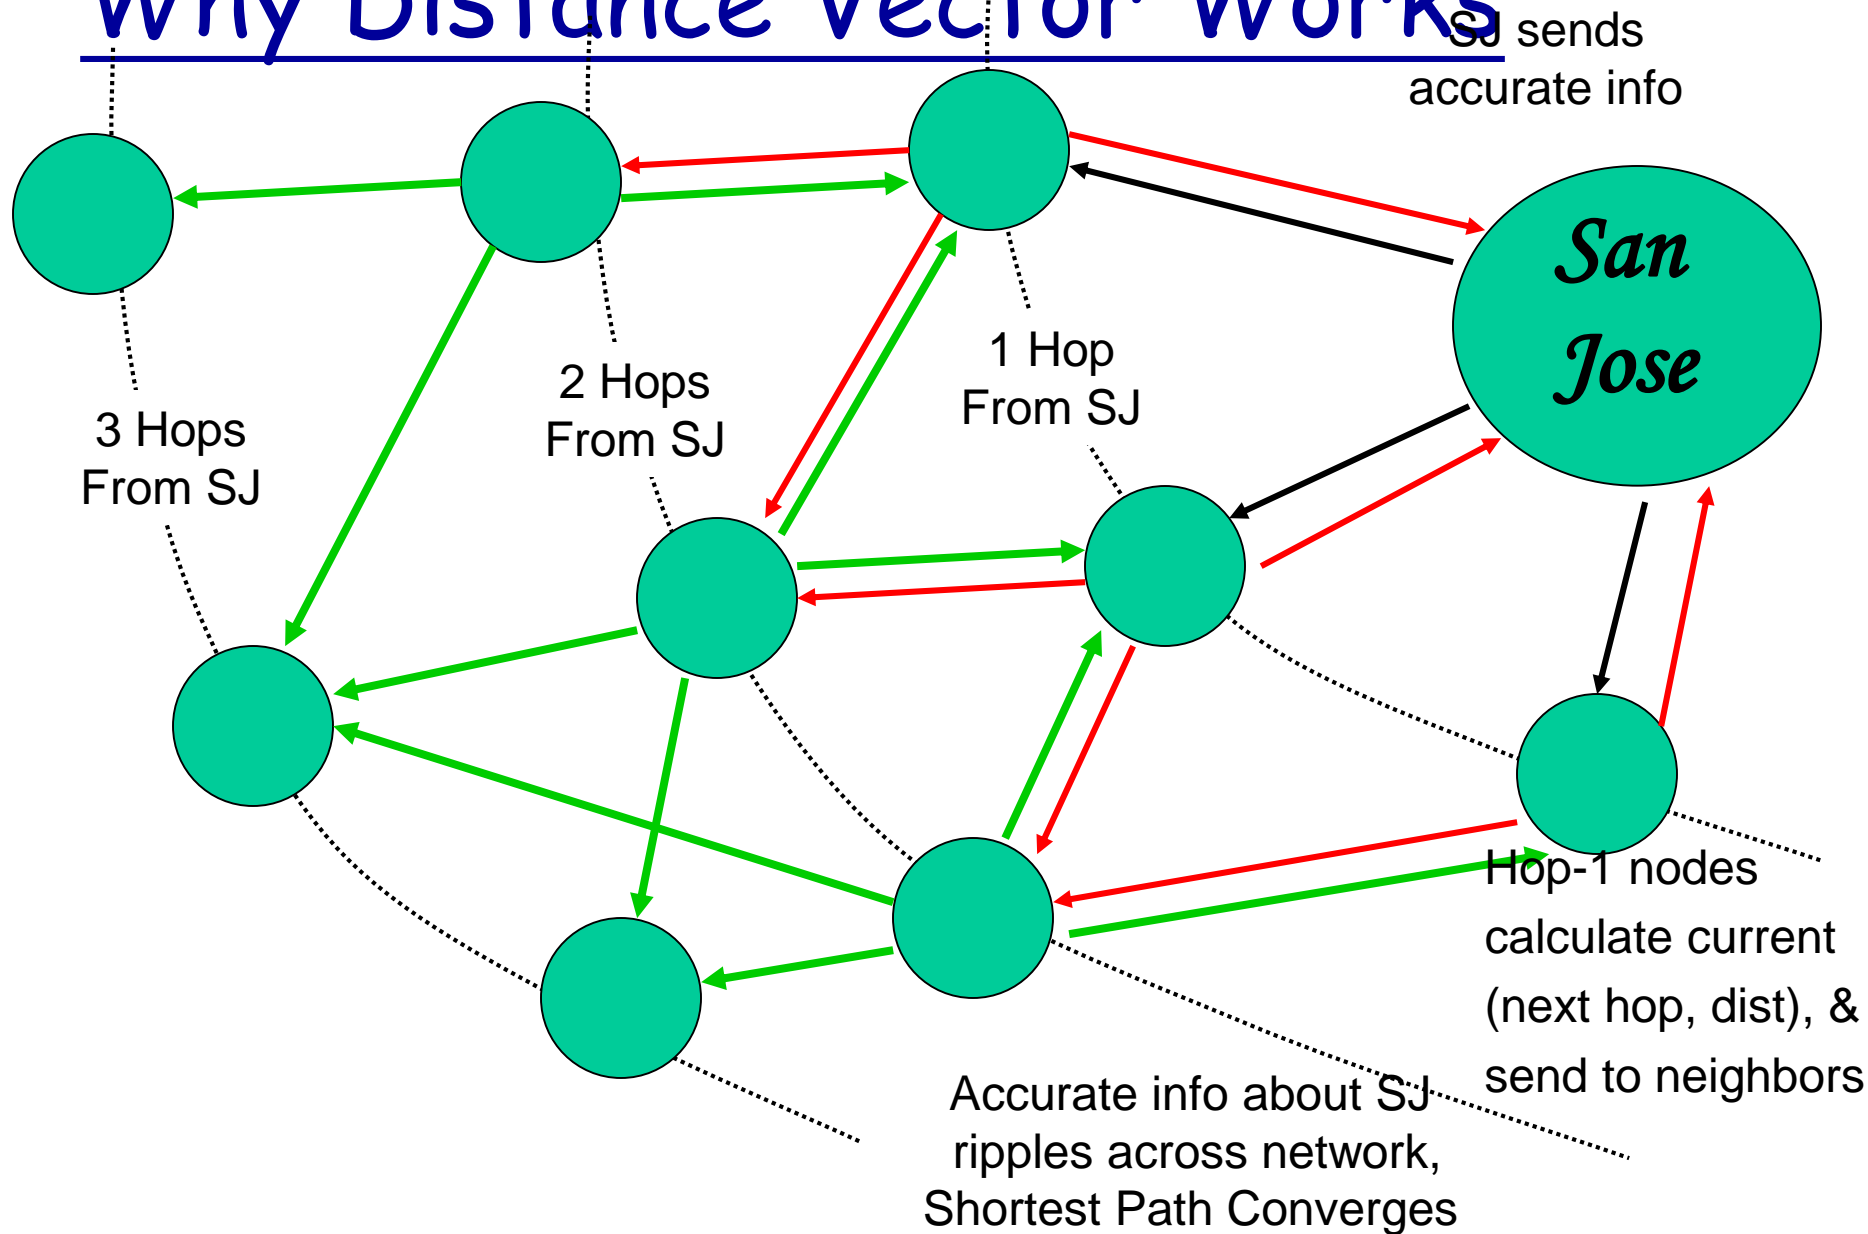 Why Distance Vector Works
SJ sends
accurate info
San
Jose
1 Hop
From SJ
2 Hops
From SJ
3 Hops
From SJ
Hop-1 nodes
calculate current
(next hop, dist), &
send to neighbors
Accurate info about SJ
ripples across network,
Shortest Path Converges